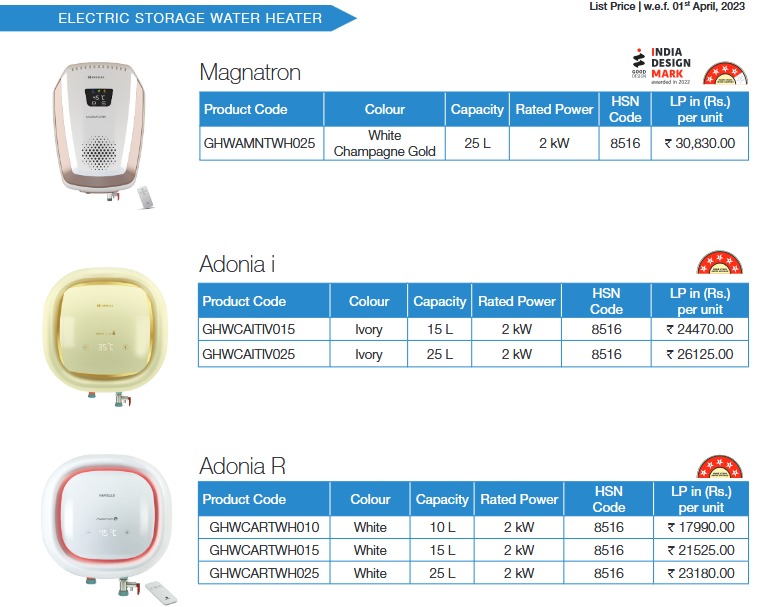 List Price | w.e.f. 01st April, 2023
ELECTRIC STORAGE WATER HEATER
INDIA
DESIGN
MARK
awarded in 2022
GOOD
DESIGN
Magnatron
Product Code Colour Capacity Rated Power HSN Code LP in (Rs.) per unit
GHWAMNTWH025 White Champagne Gold 25 L 2 kW 8516 ₹ 30,830.00
HAVELLS
Adonia i
Product Code Colour Capacity Rated Power HSN Code LP in (Rs.) per unit
GHWCAITIV015 Ivory 15 L 2 kW 8516 ₹ 24470.00
GHWCAITIV025 Ivory 25 L 2 kW 8516 ₹ 26125.00
35°C
Adonia R
Product Code Colour Capacity Rated Power HSN Code LP in (Rs.) per unit
GHWCARTWH010 White 10 L 2 kW 8516 ₹ 17990.00
GHWCARTWH015 White 15 L 2 kW 8516 ₹ 21525.00
GHWCARTWH025 White 25 L 2 kW 8516 ₹ 23180.00
HAVELLS